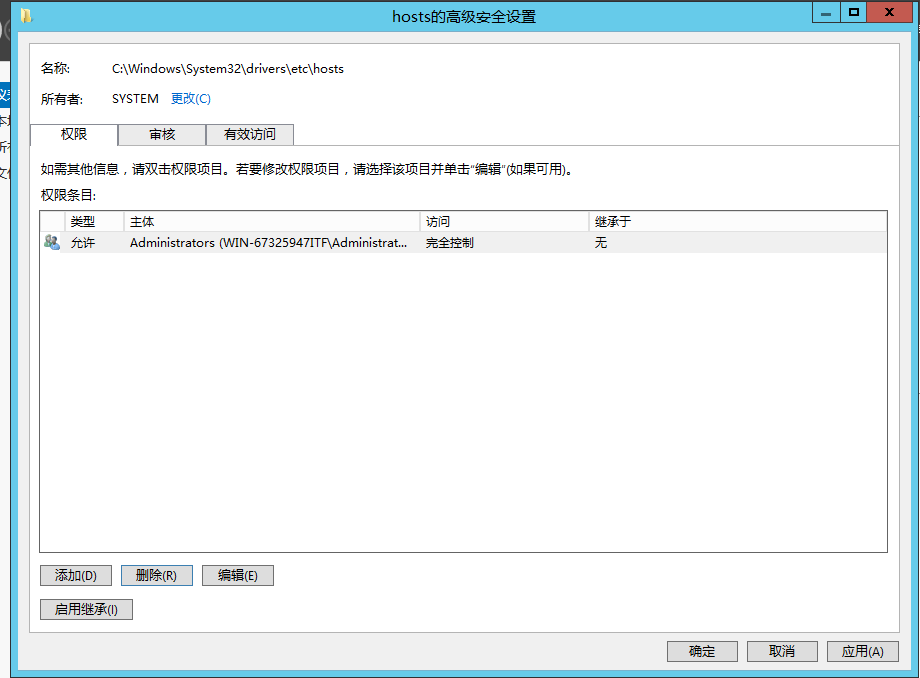 hosts的高级安全设置
名称: C:\Windows\System32\drivers\etc\hosts
所有者: SYSTEM 更改(C)
权限 审核 有效访问
如需其他信息，请双击权限项目。若要修改权限项目，请选择该项目并单击“编辑”(如果可用)。
权限条目:
类型 主体 访问 继承于
允许 Administrators (WIN-67325947ITF\Administrat... 完全控制 无
添加(D) 删除(R) 编辑(E)
启用继承(I)
确定 取消 应用(A)